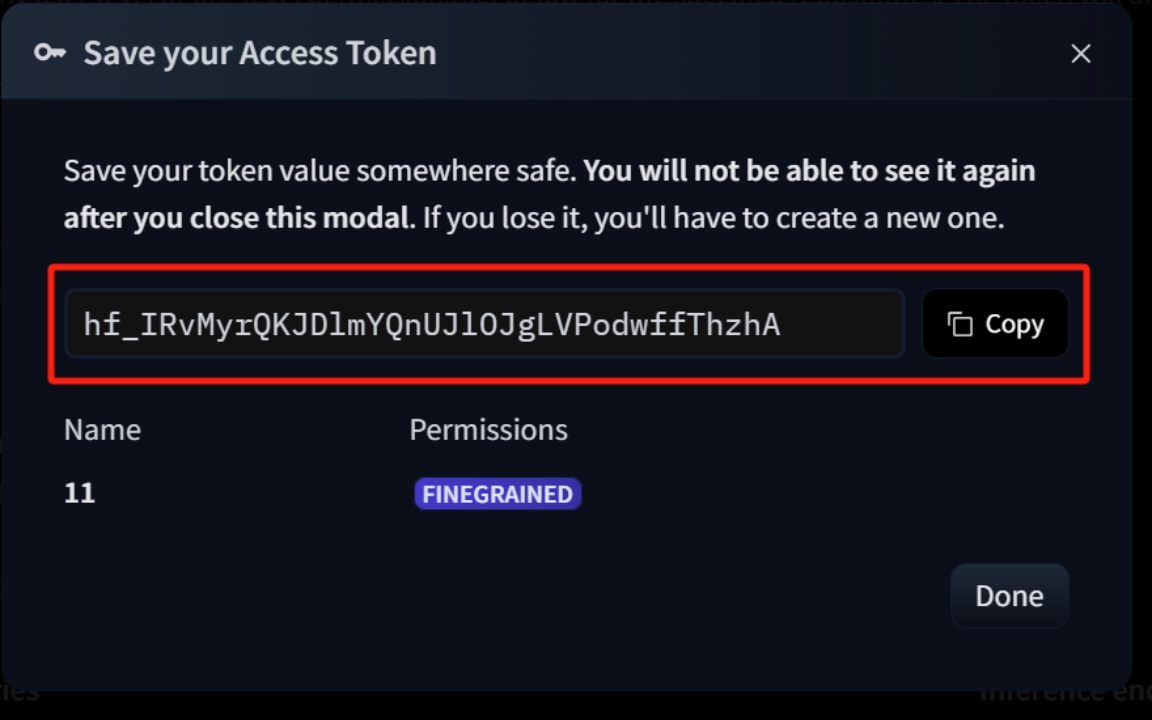 Save your Access Token
Save your token value somewhere safe. You will not be able to see it again
after you close this modal. If you lose it, you'll have to create a new one.
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 Copy
Name Permissions
11 FINEGRAINED
Done